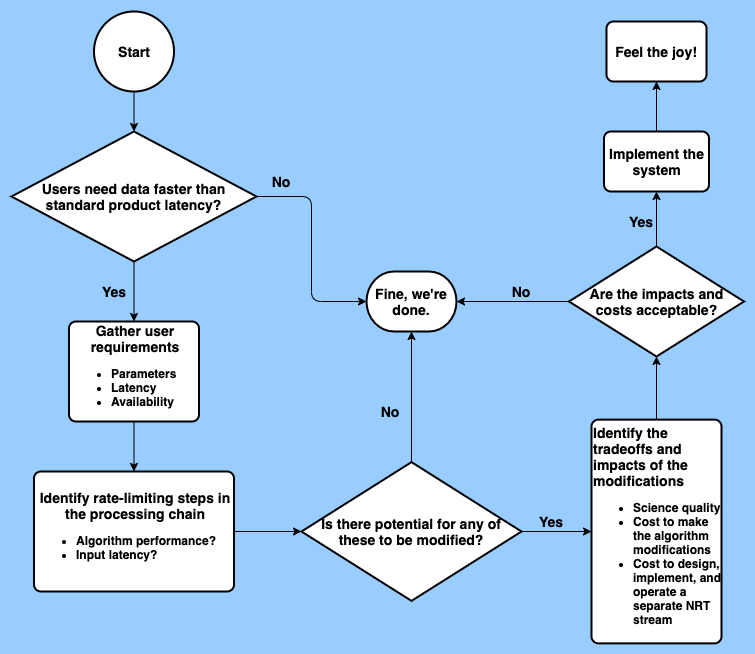 Start
Users need data faster than
standard product latency?
No
Yes
Gather user
requirements
• Parameters
• Latency
• Availability
Identify rate-limiting steps in
the processing chain
• Algorithm performance?
• Input latency?
Is there potential for any of
these to be modified?
No
Fine, we're
done.
Yes
Identify the
tradeoffs and
impacts of the
modifications
• Science quality
• Cost to make
the algorithm
modifications
• Cost to design,
implement, and
operate a
separate NRT
stream
Are the impacts and
costs acceptable?
No
Yes
Implement the
system
Feel the joy!